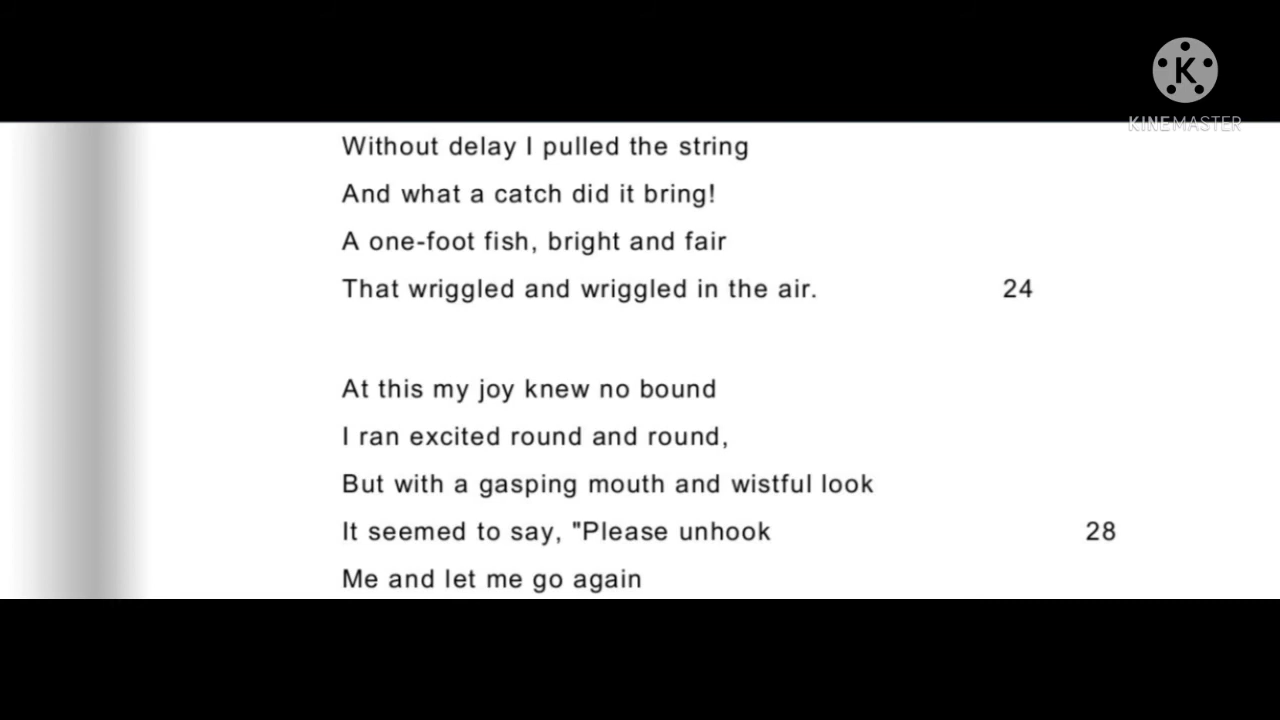 K
KINEMASTER
Without delay I pulled the string
And what a catch did it bring!
A one-foot fish, bright and fair
That wriggled and wriggled in the air. 24
At this my joy knew no bound
I ran excited round and round,
But with a gasping mouth and wistful look
It seemed to say, "Please unhook 28
Me and let me go again